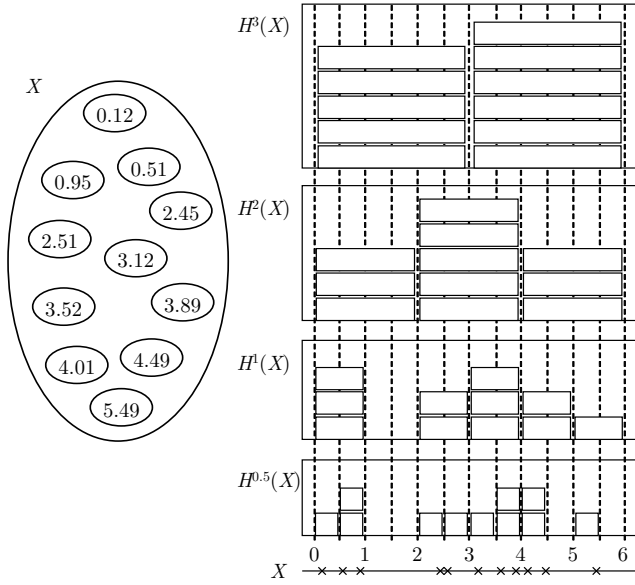 H³(X)
X
0.12
0.95
0.51
2.45
2.51
3.12
3.52
3.89
4.01
4.49
5.49
H²(X)
H¹(X)
H⁰·⁵(X)
0 1 2 3 4 5 6
X